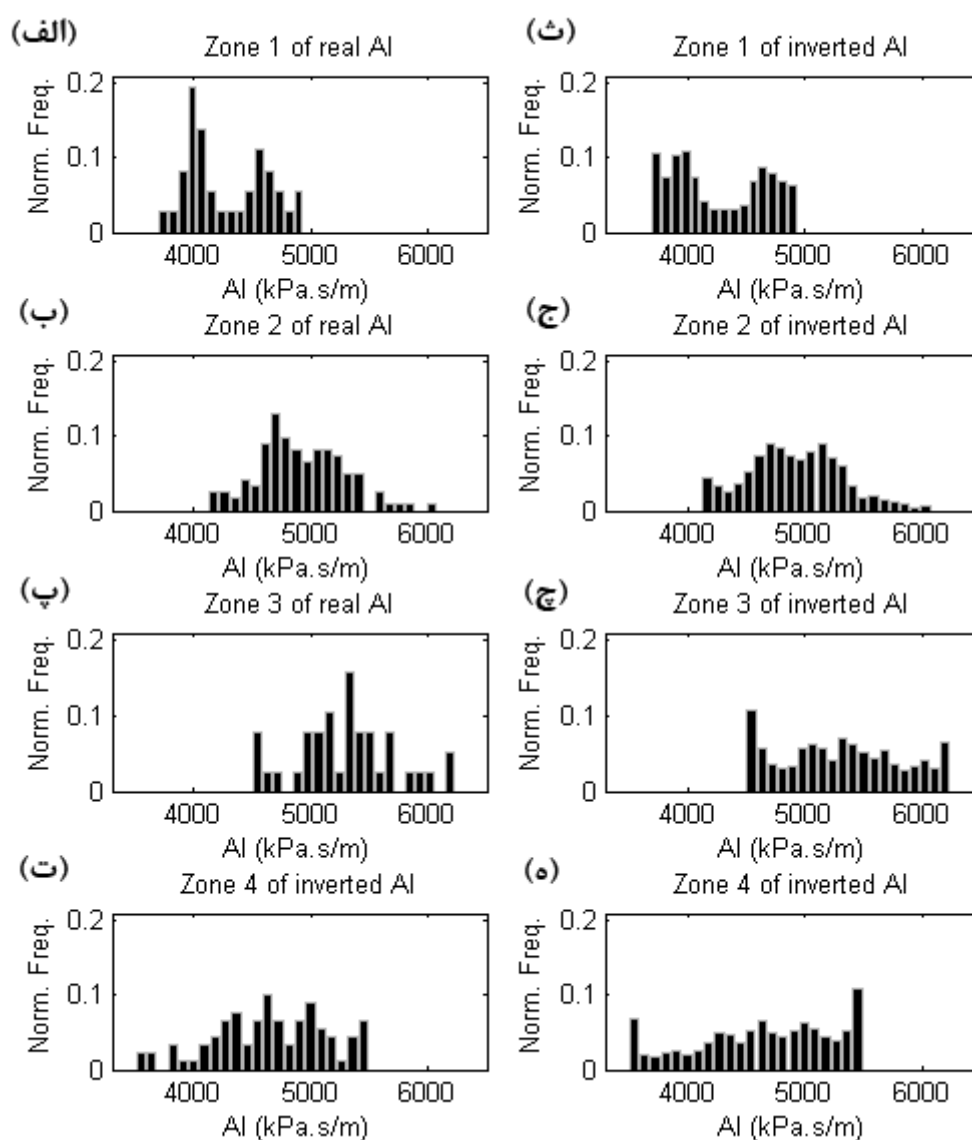 (الف)
Zone 1 of real AI
0.2
0.1
0
Norm. Freq.
4000 5000 6000
AI (kPa.s/m)
(ث)
Zone 1 of inverted AI
0.2
0.1
0
Norm. Freq.
4000 5000 6000
AI (kPa.s/m)
(ب)
Zone 2 of real AI
0.2
0.1
0
Norm. Freq.
4000 5000 6000
AI (kPa.s/m)
(ج)
Zone 2 of inverted AI
0.2
0.1
0
Norm. Freq.
4000 5000 6000
AI (kPa.s/m)
(پ)
Zone 3 of real AI
0.2
0.1
0
Norm. Freq.
4000 5000 6000
AI (kPa.s/m)
(چ)
Zone 3 of inverted AI
0.2
0.1
0
Norm. Freq.
4000 5000 6000
AI (kPa.s/m)
(ت)
Zone 4 of inverted AI
0.2
0.1
0
Norm. Freq.
4000 5000 6000
AI (kPa.s/m)
(ه)
Zone 4 of inverted AI
0.2
0.1
0
Norm. Freq.
4000 5000 6000
AI (kPa.s/m)